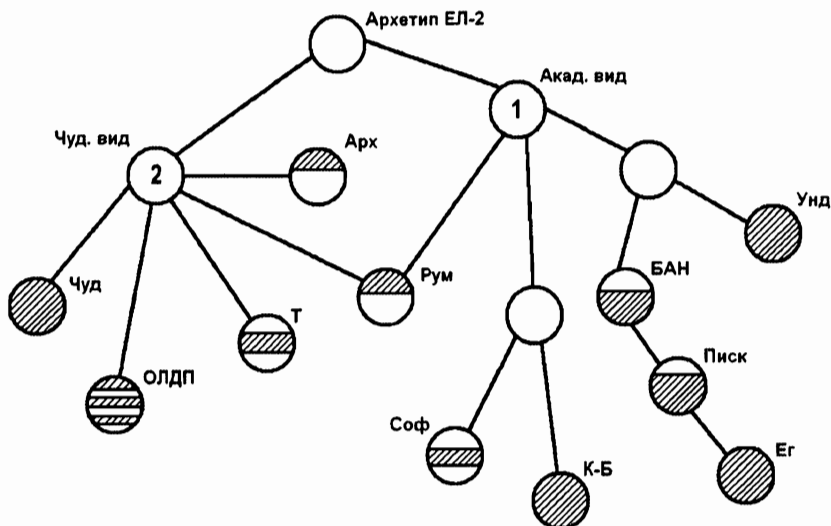 Архетип ЕЛ-2
Акад. вид
1
Чуд. вид
Арх
2
Унд
Чуд
Рум
БАН
Т
ОЛДП
Писк
Соф
К-Б
Ег